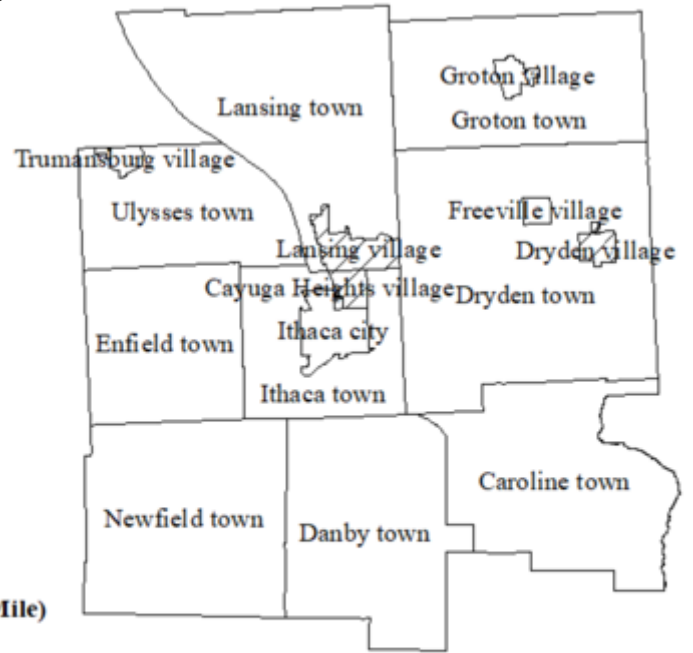 Groton village
Lansing town
Groton town
Trumansburg village
Ulysses town
Freeville village
Lansing village
Dryden village
Cayuga Heights village
Dryden town
Ithaca city
Enfield town
Ithaca town
Caroline town
Newfield town
Danby town
Mile)